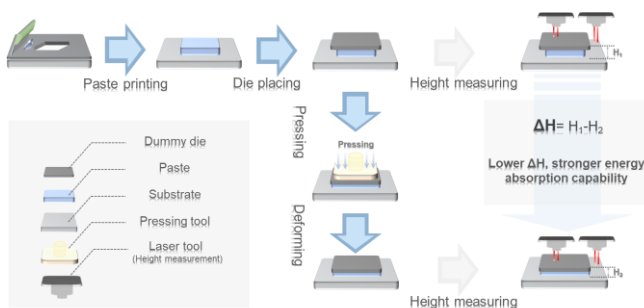 Paste printing
Die placing
Height measuring
H₁
Pressing
Pressing
Deforming
ΔH= H₁-H₂
Lower ΔH, stronger energy
absorption capability
Dummy die
Paste
Substrate
Pressing tool
Laser tool
(Height measurement)
Height measuring
H₂